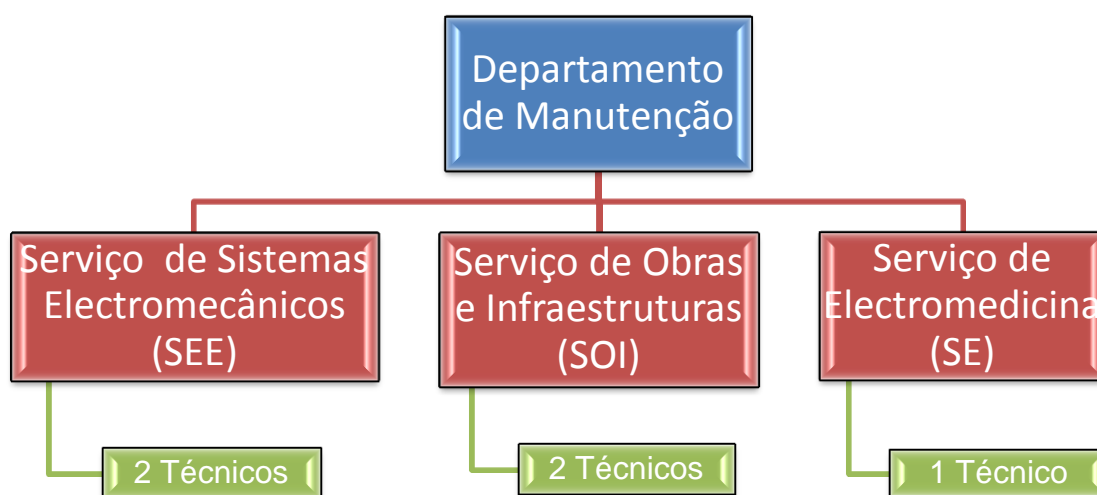 Departamento
de Manutenção
Serviço de Sistemas
Electromecânicos
(SEE)
Serviço de Obras
e Infraestruturas
(SOI)
Serviço de
Electromedicina
(SE)
2 Técnicos
2 Técnicos
1 Técnico